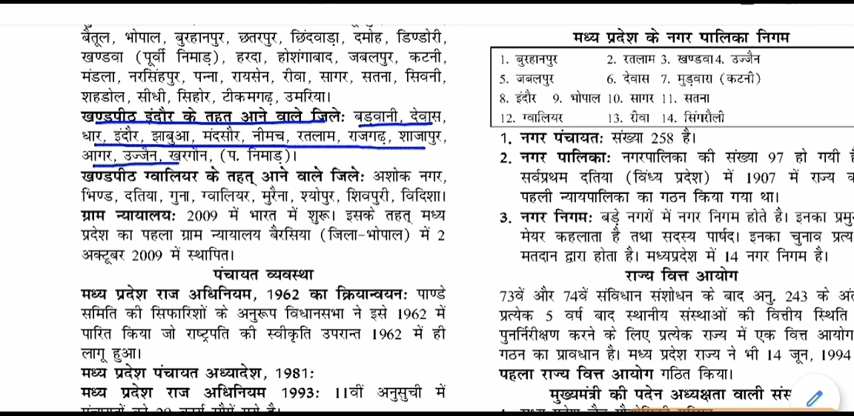 बैतूल, भोपाल, बुरहानपुर, छतरपुर, छिंदवाड़ा, दमोह, डिण्डोरी,
खण्डवा (पूर्वी निमाड़), हरदा, होशंगाबाद, जबलपुर, कटनी,
मंडला, नरसिंहपुर, पन्ना, रायसेन, रीवा, सागर, सतना, सिवनी,
शहडोल, सीधी, सिहोर, टीकमगढ़, उमरिया।
खण्डपीठ इंदौर के तहत आने वाले जिले: बड़वानी, देवास,
धार, इंदौर, झाबुआ, मंदसौर, नीमच, रतलाम, राजगढ़, शाजापुर,
आगर, उज्जैन, खरगौन, (प. निमाड़)।
खण्डपीठ ग्वालियर के तहत् आने वाले जिले: अशोक नगर,
भिण्ड, दतिया, गुना, ग्वालियर, मुरैना, श्योपुर, शिवपुरी, विदिशा।
ग्राम न्यायालय: 2009 में भारत में शुरू। इसके तहत् मध्य
प्रदेश का पहला ग्राम न्यायालय बैरसिया (जिला-भोपाल) में 2
अक्टूबर 2009 में स्थापित।
पंचायत व्यवस्था
मध्य प्रदेश राज अधिनियम, 1962 का क्रियान्वयन: पाण्डे
समिति की सिफारिशों के अनुरूप विधानसभा ने इसे 1962 में
पारित किया जो राष्ट्रपति की स्वीकृति उपरान्त 1962 में ही
लागू हुआ।
मध्य प्रदेश पंचायत अध्यादेश, 1981:
मध्य प्रदेश राज अधिनियम 1993: 11वीं अनुसूची में
मध्य प्रदेश के नगर पालिका निगम
1. बुरहानपुर 2. रतलाम 3. खण्डवा 4. उज्जैन
5. जबलपुर 6. देवास 7. मुड़वारा (कटनी)
8. इंदौर 9. भोपाल 10. सागर 11. सतना
12. ग्वालियर 13. रीवा 14. सिंगरौली
1. नगर पंचायत: संख्या 258 है।
2. नगर पालिका: नगरपालिका की संख्या 97 हो गयी
सर्वप्रथम दतिया (विंध्य प्रदेश) में 1907 में राज्य
पहली न्यायपालिका का गठन किया गया था।
3. नगर निगम: बड़े नगरों में नगर निगम होते है। इनका प्रमु
मेयर कहलाता है तथा सदस्य पार्षद। इनका चुनाव प्रत्य
मतदान द्वारा होता है। मध्यप्रदेश में 14 नगर निगम है।
राज्य वित्त आयोग
73वें और 74वें संविधान संशोधन के बाद अनु. 243 के अं
प्रत्येक 5 वर्ष बाद स्थानीय संस्थाओं की वित्तीय स्थिति
पुनर्निरीक्षण करने के लिए प्रत्येक राज्य में एक वित्त आयोग
गठन का प्रावधान है। मध्य प्रदेश राज्य ने भी 14 जून, 1994
पहला राज्य वित्त आयोग गठित किया।
मुख्यमंत्री की पदेन अध्यक्षता वाली संस